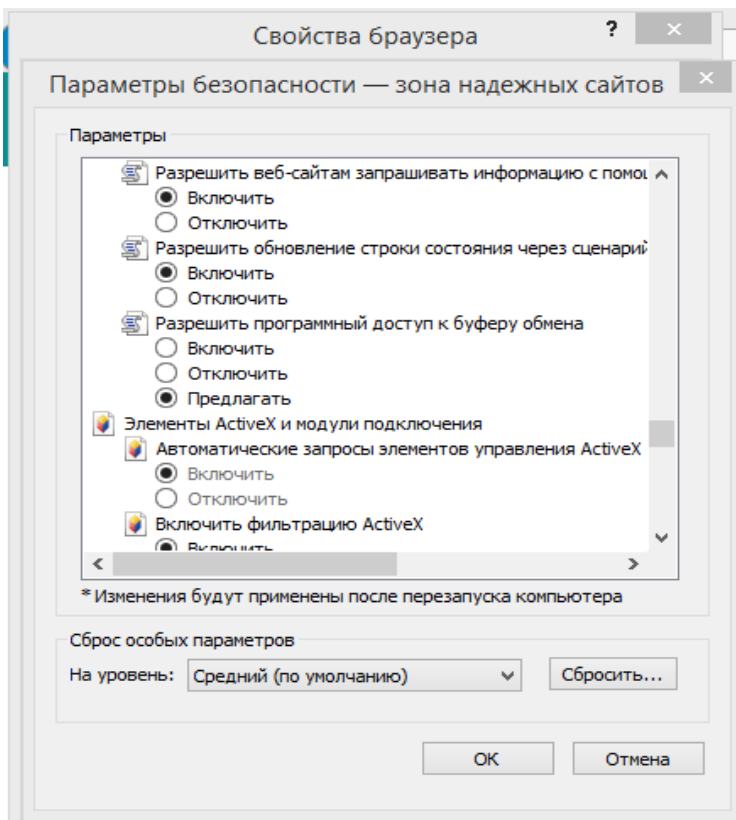 Свойства браузера
?
Параметры безопасности — зона надежных сайтов
Параметры
Разрешить веб-сайтам запрашивать информацию с
Включить
Отключить
Разрешить обновление строки состояния через сценарий
Включить
Отключить
Разрешить программный доступ к буферу обмена
Включить
Отключить
Предлагать
Элементы ActiveX и модули подключения
Автоматические запросы элементов управления ActiveX
Включить
Отключить
Включить фильтрацию ActiveX
Включить
* Изменения будут применены после перезапуска компьютера
Сброс особых параметров
На уровень: Средний (по умолчанию) Сбросить...
ОК Отмена